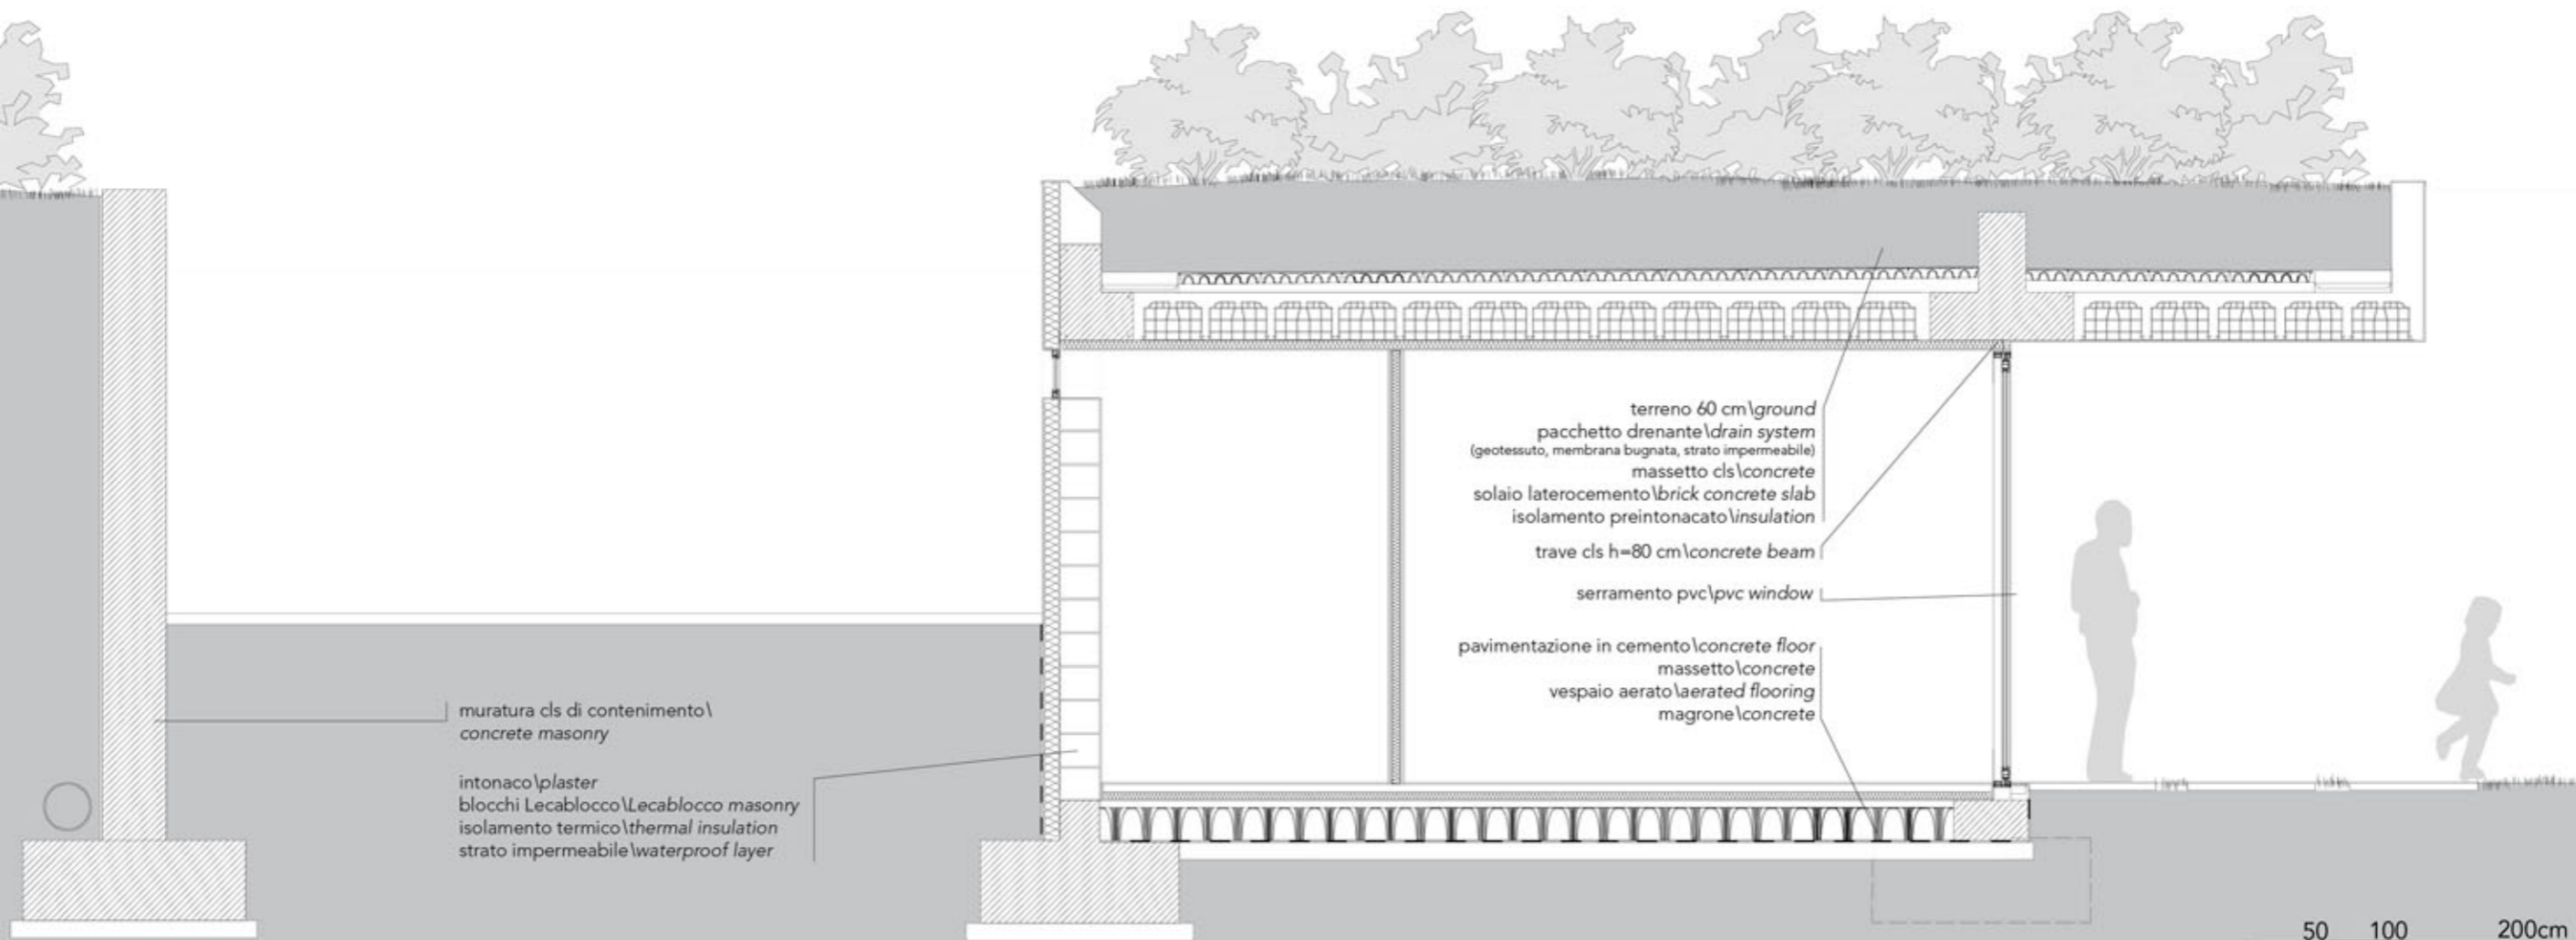 terreno 60 cm\ground
pacchetto drenante\drain system
(geotessuto, membrana bugnata, strato impermeabile)
massetto cls\concrete
solaio laterocemento\brick concrete slab
isolamento preintonacato\insulation
trave cls h=80 cm\concrete beam
serramento pvc\pvc window
pavimentazione in cemento\concrete floor
massetto\concrete
vespaio aerato\aerated flooring
magrone\concrete
muratura cls di contenimento\
concrete masonry
intonaco\plaster
blocchi Lecablocco\Lecablocco masonry
isolamento termico\thermal insulation
strato impermeabile\waterproof layer
50 100 200cm